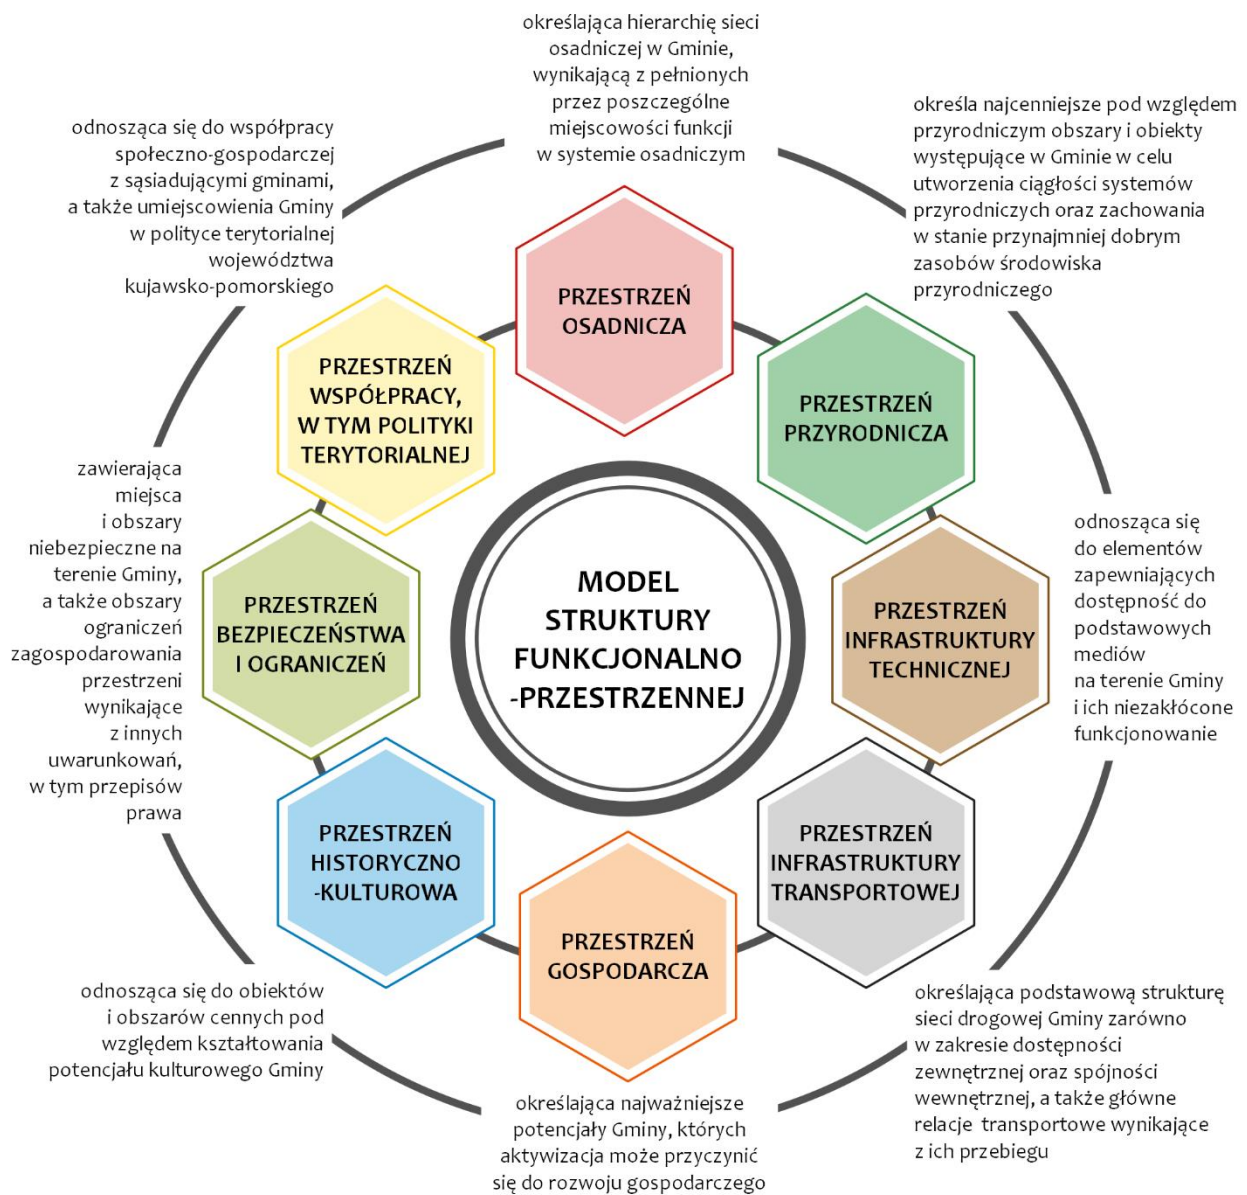 określająca hierarchię sieci
osadniczej w Gminie,
wynikającą z pełnionych
przez poszczególne
miejscowości funkcji
w systemie osadniczym
PRZESTRZEŃ
OSADNICZA
określa najcenniejsze pod względem
przyrodniczym obszary i obiekty
występujące w Gminie w celu
utworzenia ciągłości systemów
przyrodniczych oraz zachowania
w stanie przynajmniej dobrym
zasobów środowiska
przyrodniczego
PRZESTRZEŃ
PRZYRODNICZA
odnosząca się
do elementów
zapewniających
dostępność do
podstawowych
mediów
na terenie Gminy
i ich niezakłócone
funkcjonowanie
PRZESTRZEŃ
INFRASTRUKTURY
TECHNICZNEJ
określająca podstawową strukturę
sieci drogowej Gminy zarówno
w zakresie dostępności
zewnętrznej oraz spójności
wewnętrznej, a także główne
relacje transportowe wynikające
z ich przebiegu
PRZESTRZEŃ
INFRASTRUKTURY
TRANSPORTOWEJ
określająca najważniejsze
potencjały Gminy, których
aktywizacja może przyczynić
się do rozwoju gospodarczego
PRZESTRZEŃ
GOSPODARCZA
odnosząca się do obiektów
i obszarów cennych pod
względem kształtowania
potencjału kulturowego Gminy
PRZESTRZEŃ
HISTORYCZNO
-KULTUROWA
zawierająca
miejsca
i obszary
niebezpieczne na
terenie Gminy,
a także obszary
ograniczeń
zagospodarowania
przestrzeni
wynikające
z innych
uwarunkowań,
w tym przepisów
prawa
PRZESTRZEŃ
BEZPIECZEŃSTWA
I OGRANICZEŃ
odnosząca się do współpracy
społeczno-gospodarczej
z sąsiadującymi gminami,
a także umiejscowienia Gminy
w polityce terytorialnej
województwa
kujawsko-pomorskiego
PRZESTRZEŃ
WSPÓŁPRACY,
W TYM POLITYKI
TERYTORIALNEJ
MODEL
STRUKTURY
FUNKCJONALNO
-PRZESTRZENNEJ